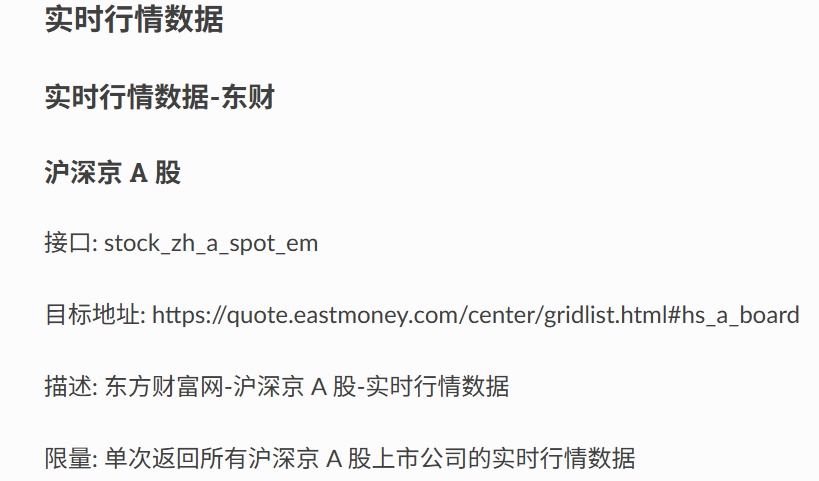 实时行情数据
实时行情数据-东财
沪深京 A 股
接口: stock_zh_a_spot_em
目标地址: https://quote.eastmoney.com/center/gridlist.html#hs_a_board
描述: 东方财富网-沪深京 A 股-实时行情数据
限量: 单次返回所有沪深京 A 股上市公司的实时行情数据